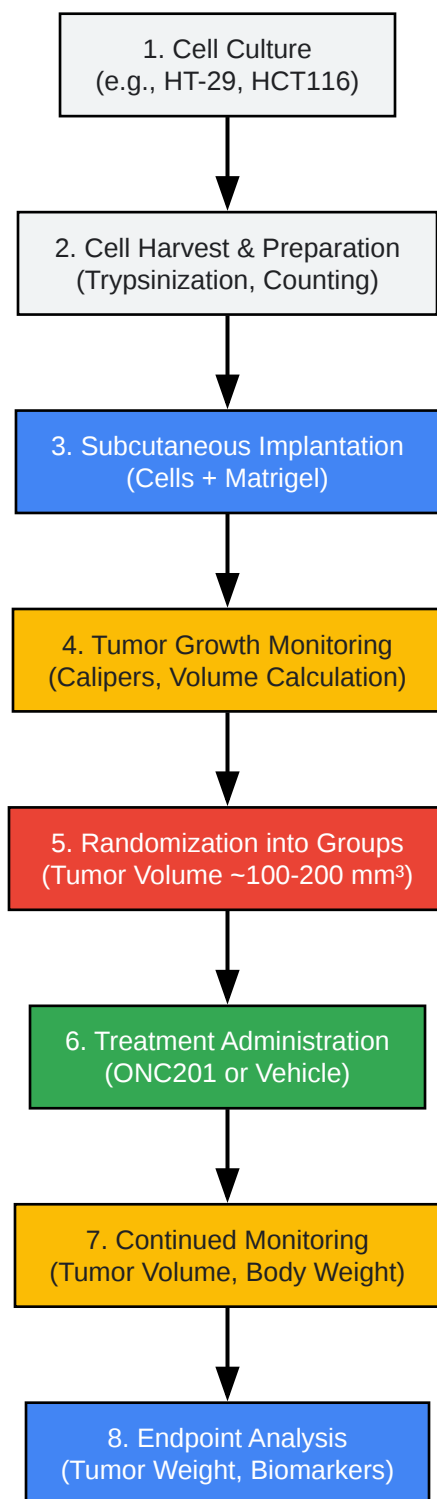 1. Cell Culture
(e.g., HT-29, HCT116)
2. Cell Harvest & Preparation
(Trypsinization, Counting)
3. Subcutaneous Implantation
(Cells + Matrigel)
4. Tumor Growth Monitoring
(Calipers, Volume Calculation)
5. Randomization into Groups
(Tumor Volume ~100-200 mm³)
6. Treatment Administration
(ONC201 or Vehicle)
7. Continued Monitoring
(Tumor Volume, Body Weight)
8. Endpoint Analysis
(Tumor Weight, Biomarkers)